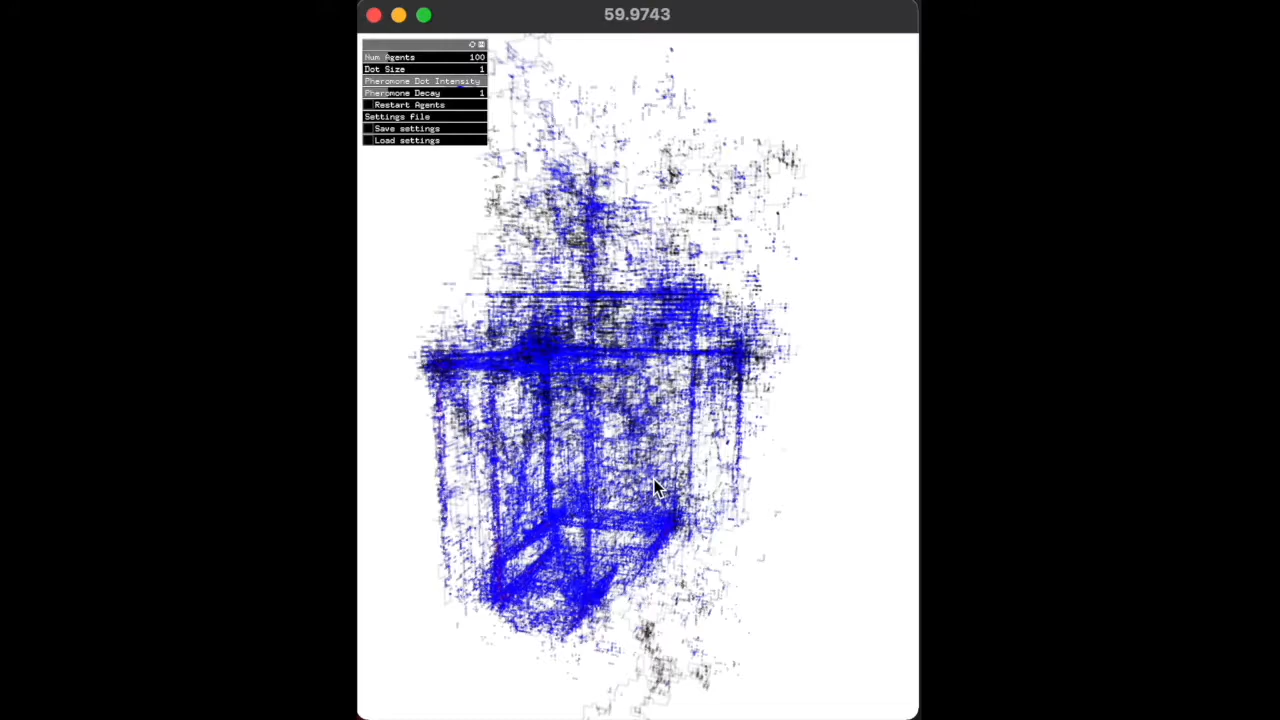 59.9743
Num Agents 100
Dot Size 1
Pheromone Dot Intensity
Pheromone Decay 1
Restart Agents
Settings file
Save settings
Load settings